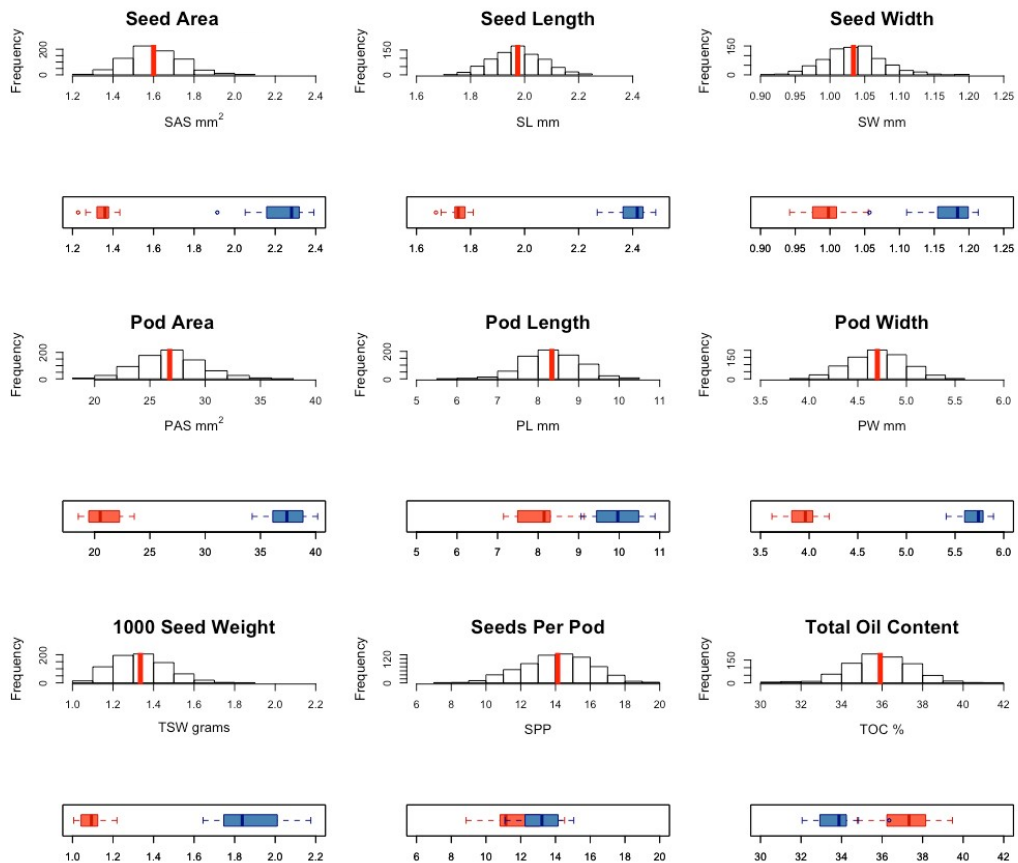 Seed Area Seed Length Seed Width
Frequency Frequency Frequency
0 200 0 150 0 150
1.2 1.4 1.6 1.8 2.0 2.2 2.4 1.6 1.8 2.0 2.2 2.4 0.90 0.95 1.00 1.05 1.10 1.15 1.20 1.25
SAS mm² SL mm SW mm
1.2 1.4 1.6 1.8 2.0 2.2 2.4 1.6 1.8 2.0 2.2 2.4 0.90 0.95 1.00 1.05 1.10 1.15 1.20 1.25
Pod Area Pod Length Pod Width
Frequency Frequency Frequency
0 200 0 200 0 150
20 25 30 35 40 5 6 7 8 9 10 11 3.5 4.0 4.5 5.0 5.5 6.0
PAS mm² PL mm PW mm
20 25 30 35 40 5 6 7 8 9 10 11 3.5 4.0 4.5 5.0 5.5 6.0
1000 Seed Weight Seeds Per Pod Total Oil Content
Frequency Frequency Frequency
0 200 0 120 0 150
1.0 1.2 1.4 1.6 1.8 2.0 2.2 6 8 10 12 14 16 18 20 30 32 34 36 38 40 42
TSW grams SPP TOC %
1.0 1.2 1.4 1.6 1.8 2.0 2.2 6 8 10 12 14 16 18 20 30 32 34 36 38 40 42